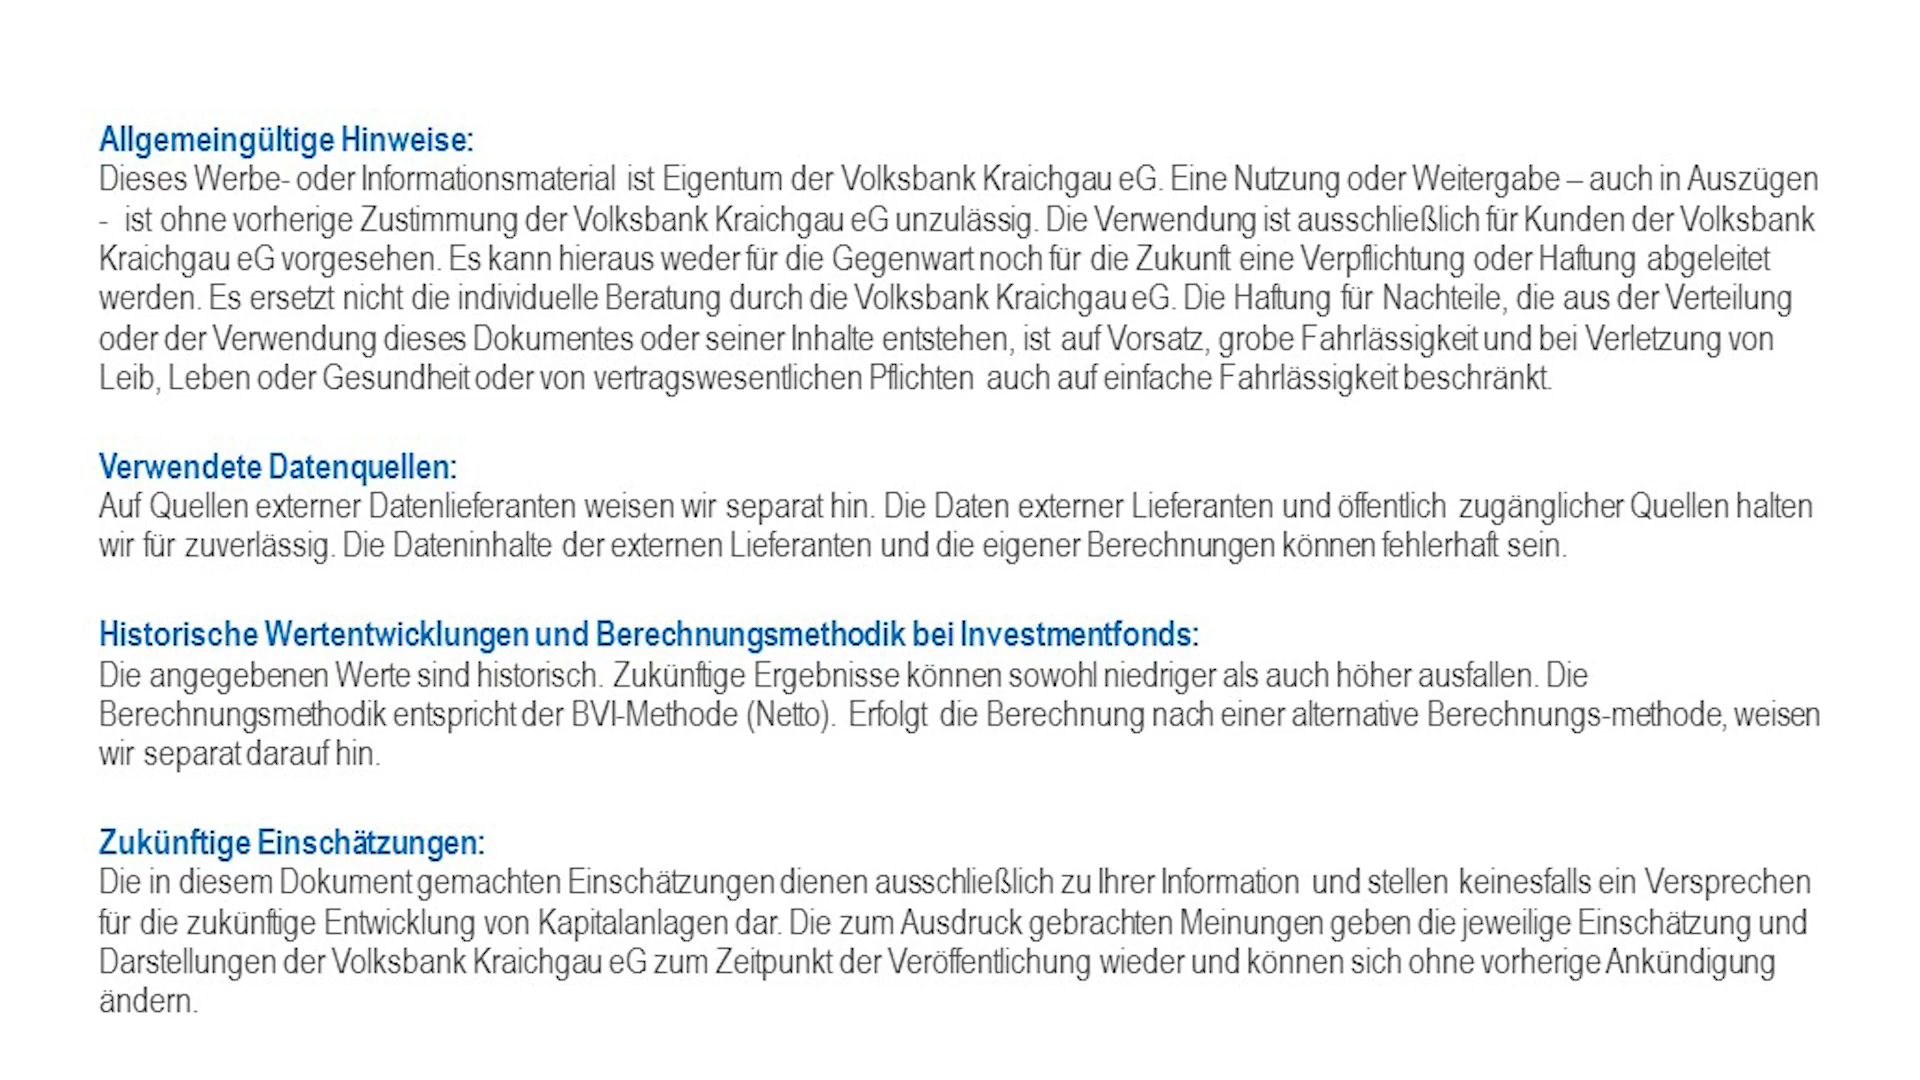 Allgemeingültige Hinweise:
Dieses Werbe- oder Informationsmaterial ist Eigentum der Volksbank Kraichgau eG. Eine Nutzung oder Weitergabe – auch in Auszügen
- ist ohne vorherige Zustimmung der Volksbank Kraichgau eG unzulässig. Die Verwendung ist ausschließlich für Kunden der Volksbank
Kraichgau eG vorgesehen. Es kann hieraus weder für die Gegenwart noch für die Zukunft eine Verpflichtung oder Haftung abgeleitet
werden. Es ersetzt nicht die individuelle Beratung durch die Volksbank Kraichgau eG. Die Haftung für Nachteile, die aus der Verteilung
oder der Verwendung dieses Dokumentes oder seiner Inhalte entstehen, ist auf Vorsatz, grobe Fahrlässigkeit und bei Verletzung von
Leib, Leben oder Gesundheit oder von vertragswesentlichen Pflichten auch auf einfache Fahrlässigkeit beschränkt.
Verwendete Datenquellen:
Auf Quellen externer Datenlieferanten weisen wir separat hin. Die Daten externer Lieferanten und öffentlich zugänglicher Quellen halten
wir für zuverlässig. Die Dateninhalte der externen Lieferanten und die eigener Berechnungen können fehlerhaft sein.
Historische Wertentwicklungen und Berechnungsmethodik bei Investmentfonds:
Die angegebenen Werte sind historisch. Zukünftige Ergebnisse können sowohl niedriger als auch höher ausfallen. Die
Berechnungsmethodik entspricht der BVI-Methode (Netto). Erfolgt die Berechnung nach einer alternative Berechnungs-methode, weisen
wir separat darauf hin.
Zukünftige Einschätzungen:
Die in diesem Dokument gemachten Einschätzungen dienen ausschließlich zu Ihrer Information und stellen keinesfalls ein Versprechen
für die zukünftige Entwicklung von Kapitalanlagen dar. Die zum Ausdruck gebrachten Meinungen geben die jeweilige Einschätzung und
Darstellungen der Volksbank Kraichgau eG zum Zeitpunkt der Veröffentlichung wieder und können sich ohne vorherige Ankündigung
ändern.